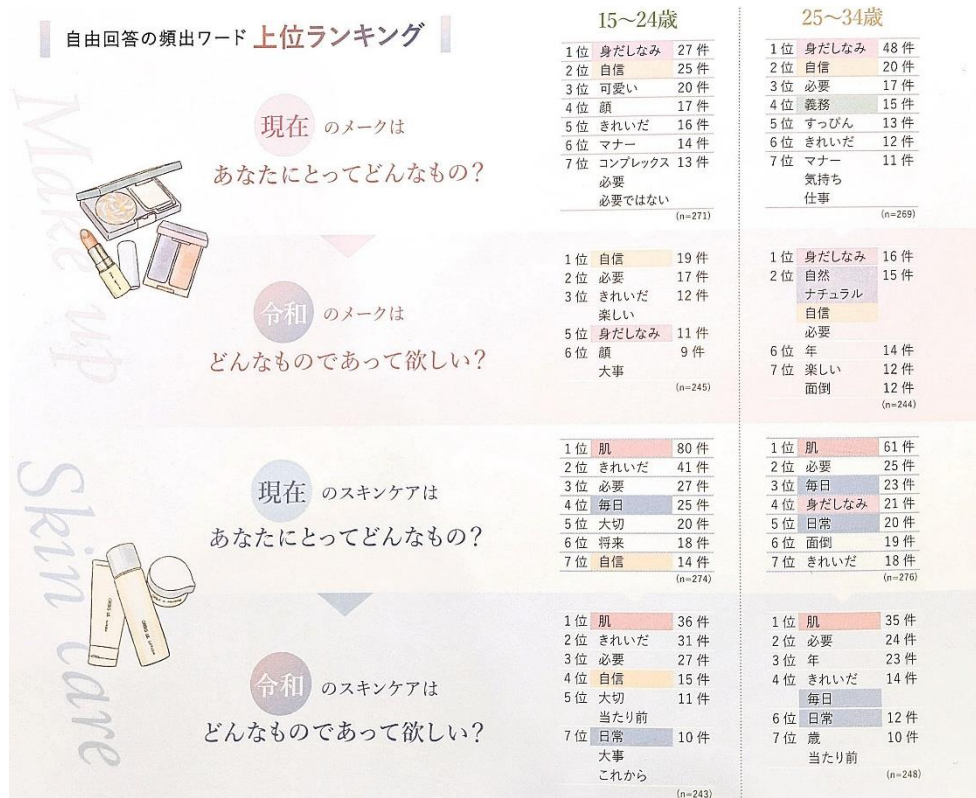 自由回答の頻出ワード 上位ランキング
15～24歳
25～34歳
Make up
現在 のメークは
あなたにとってどんなもの？
1位 身だしなみ 27件
2位 自信 25件
3位 可愛い 20件
4位 顔 17件
5位 きれいだ 16件
6位 マナー 14件
7位 コンプレックス 13件
必要
必要ではない
(n=271)
1位 身だしなみ 48件
2位 自信 20件
3位 必要 17件
4位 義務 15件
5位 すっぴん 13件
6位 きれいだ 12件
7位 マナー 11件
気持ち
仕事
(n=269)
令和 のメークは
どんなものであって欲しい？
1位 自信 19件
2位 必要 17件
3位 きれいだ 12件
楽しい
5位 身だしなみ 11件
6位 顔 9件
大事
(n=245)
1位 身だしなみ 16件
2位 自然 15件
ナチュラル
自信
必要
6位 年 14件
7位 楽しい 12件
面倒 12件
(n=244)
Skin care
現在 のスキンケアは
あなたにとってどんなもの？
1位 肌 80件
2位 きれいだ 41件
3位 必要 27件
4位 毎日 25件
5位 大切 20件
6位 将来 18件
7位 自信 14件
(n=274)
1位 肌 61件
2位 必要 25件
3位 毎日 23件
4位 身だしなみ 21件
5位 日常 20件
6位 面倒 19件
7位 きれいだ 18件
(n=276)
令和 のスキンケアは
どんなものであって欲しい？
1位 肌 36件
2位 きれいだ 31件
3位 必要 27件
4位 自信 15件
5位 大切 11件
当たり前
7位 日常 10件
大事
これから
(n=243)
1位 肌 35件
2位 必要 24件
3位 年 23件
4位 きれいだ 14件
毎日
6位 日常 12件
7位 歳 10件
当たり前
(n=248)